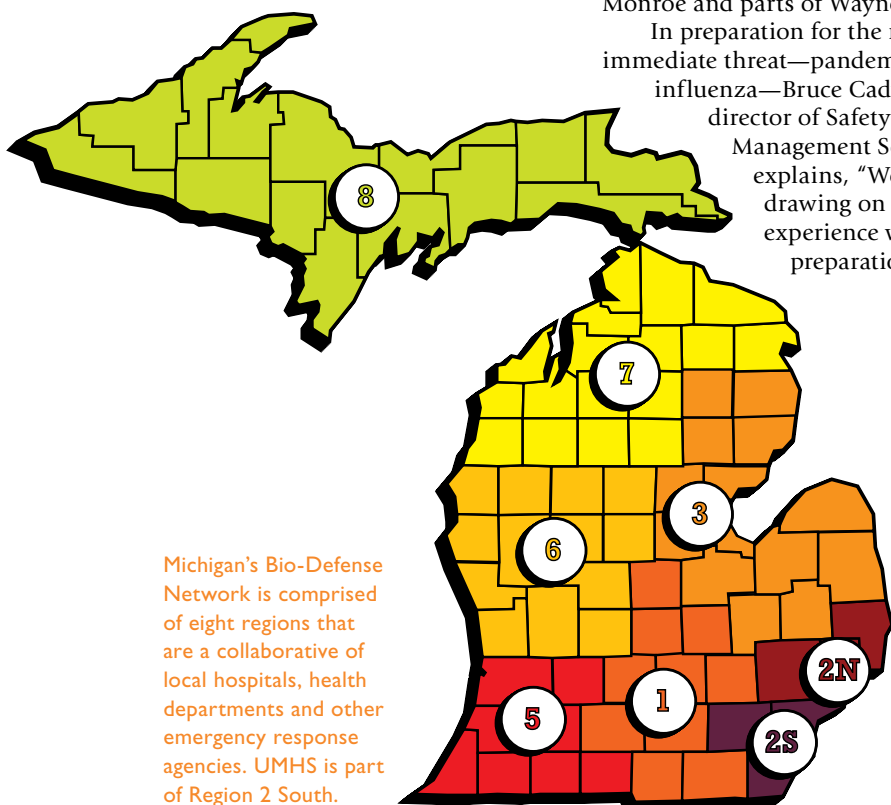 Monroe and parts of Wayne
In preparation for the
immediate threat—pandem
influenza—Bruce Cad
director of Safety
Management S
explains, “W
drawing on
experience w
preparatio
8
7
3
6
2N
1
5
2S
Michigan’s Bio-Defense
Network is comprised
of eight regions that
are a collaborative of
local hospitals, health
departments and other
emergency response
agencies. UMHS is part
of Region 2 South.